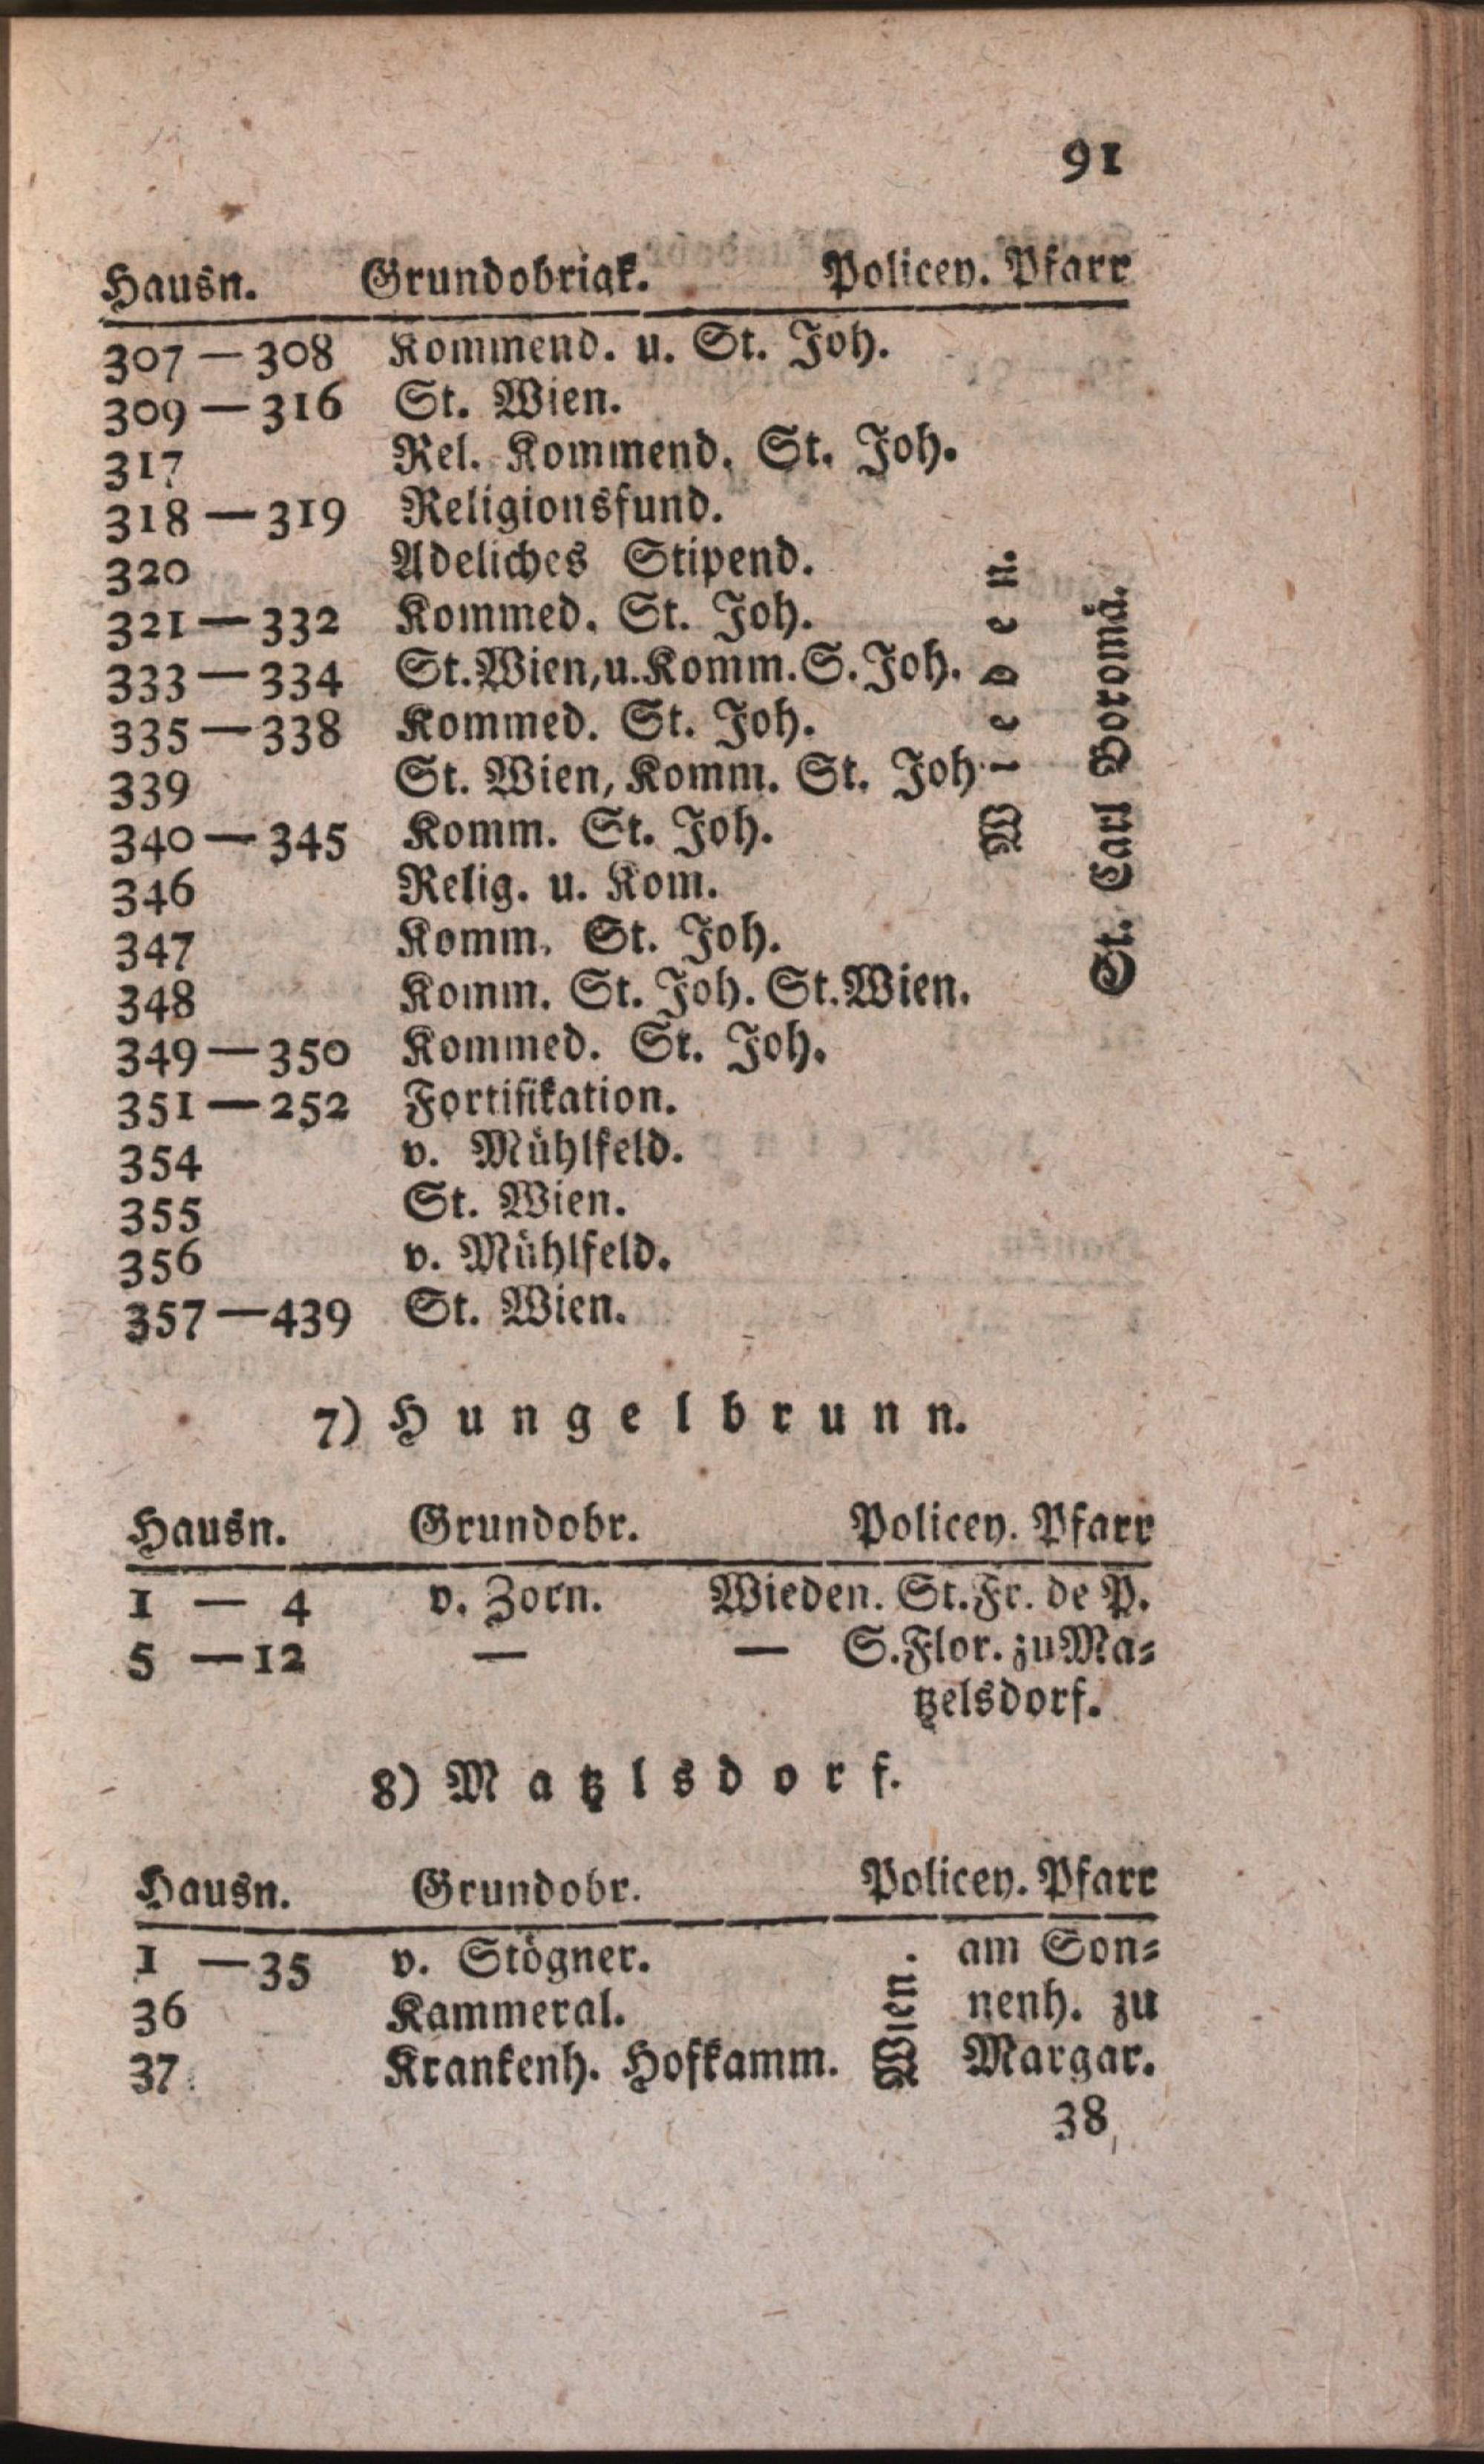 91
Hausn. Grundobrigk. Policey. Pfarr
307 — 308 Kommend. u. St. Joh.
309 — 316 St. Wien.
317 Rel. Kommend. St. Joh.
318 — 319 Religionsfund.
320 Adeliches Stipend.
321 — 332 Kommed. St. Joh.
333 — 334 St. Wien, u. Komm. S. Joh.
335 — 338 Kommed. St. Joh.
339 St. Wien, Komm. St. Joh.
340 — 345 Komm. St. Joh.
346 Relig. u. Kom.
347 Komm. St. Joh.
348 Komm. St. Joh. St. Wien.
349 — 350 Kommed. St. Joh.
351 — 252 Fortifikation.
354 v. Mühlfeld.
355 St. Wien.
356 v. Mühlfeld.
357 — 439 St. Wien.
Wieden.
St. Carl Boromä.
7) Hungelbrunn.
Hausn. Grundobr. Policey. Pfarr
1 — 4 v. Zorn. Wieden. St. Fr. de P.
5 — 12 — — S. Flor. zu Ma=
tzelsdorf.
8) Matzlsdorf.
Hausn. Grundobr. Policey. Pfarr
1 — 35 v. Stögner. am Son=
36 Kammeral. nenh. zu
37 Krankenh. Hofkamm. Margar.
Wien.
38